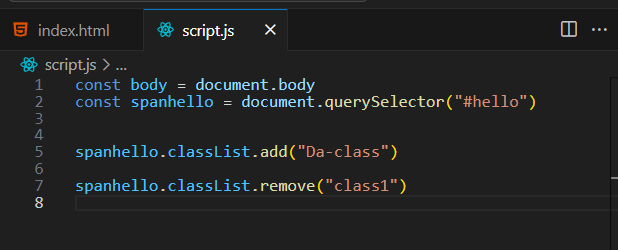 index.html
script.js
script.js > ...
1 const body = document.body
2 const spanhello = document.querySelector("#hello")
3
4
5 spanhello.classList.add("Da-class")
6
7 spanhello.classList.remove("class1")
8